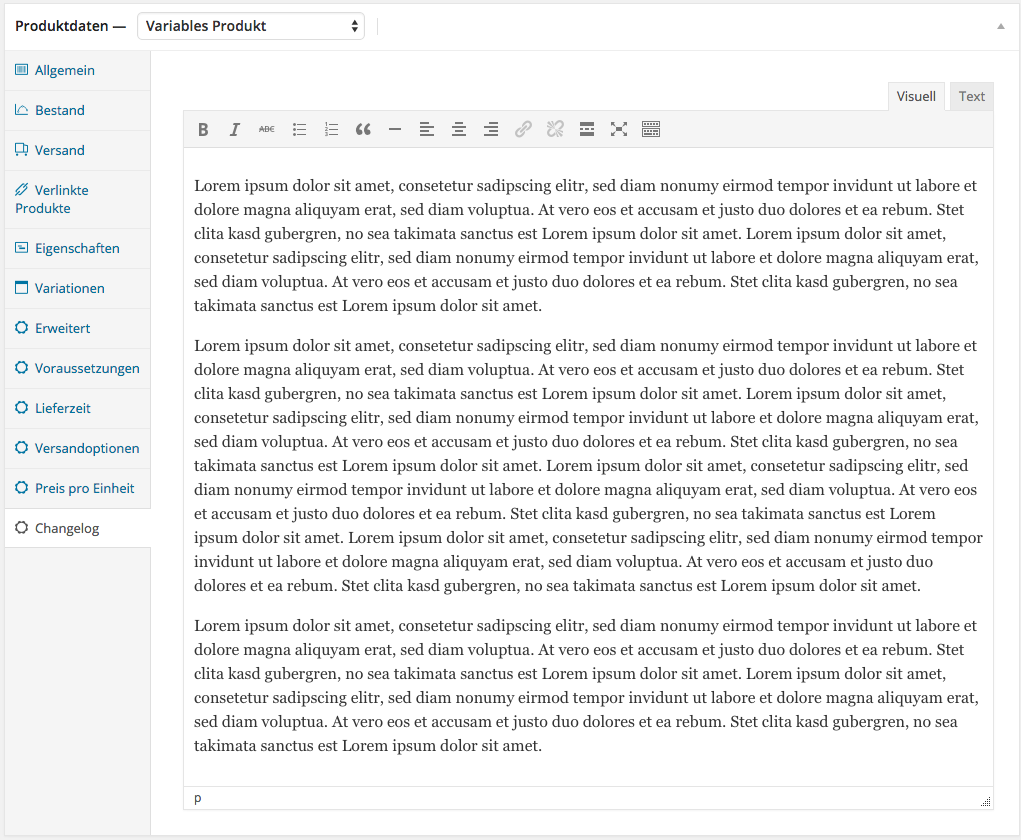 Produktdaten — Variables Produkt
Allgemein
Bestand
Versand
Verlinkte
Produkte
Eigenschaften
Variationen
Erweitert
Voraussetzungen
Lieferzeit
Versandoptionen
Preis pro Einheit
Changelog
Visuell Text
B I ABC
Lorem ipsum dolor sit amet, consetetur sadipscing elitr, sed diam nonumy eirmod tempor invidunt ut labore et
dolore magna aliquyam erat, sed diam voluptua. At vero eos et accusam et justo duo dolores et ea rebum. Stet
clita kasd gubergren, no sea takimata sanctus est Lorem ipsum dolor sit amet. Lorem ipsum dolor sit amet,
consetetur sadipscing elitr, sed diam nonumy eirmod tempor invidunt ut labore et dolore magna aliquyam erat,
sed diam voluptua. At vero eos et accusam et justo duo dolores et ea rebum. Stet clita kasd gubergren, no sea
takimata sanctus est Lorem ipsum dolor sit amet.
Lorem ipsum dolor sit amet, consetetur sadipscing elitr, sed diam nonumy eirmod tempor invidunt ut labore et
dolore magna aliquyam erat, sed diam voluptua. At vero eos et accusam et justo duo dolores et ea rebum. Stet
clita kasd gubergren, no sea takimata sanctus est Lorem ipsum dolor sit amet. Lorem ipsum dolor sit amet,
consetetur sadipscing elitr, sed diam nonumy eirmod tempor invidunt ut labore et dolore magna aliquyam erat,
sed diam voluptua. At vero eos et accusam et justo duo dolores et ea rebum. Stet clita kasd gubergren, no sea
takimata sanctus est Lorem ipsum dolor sit amet. Lorem ipsum dolor sit amet, consetetur sadipscing elitr, sed
diam nonumy eirmod tempor invidunt ut labore et dolore magna aliquyam erat, sed diam voluptua. At vero eos
et accusam et justo duo dolores et ea rebum. Stet clita kasd gubergren, no sea takimata sanctus est Lorem
ipsum dolor sit amet. Lorem ipsum dolor sit amet, consetetur sadipscing elitr, sed diam nonumy eirmod tempor
invidunt ut labore et dolore magna aliquyam erat, sed diam voluptua. At vero eos et accusam et justo duo
dolores et ea rebum. Stet clita kasd gubergren, no sea takimata sanctus est Lorem ipsum dolor sit amet.
Lorem ipsum dolor sit amet, consetetur sadipscing elitr, sed diam nonumy eirmod tempor invidunt ut labore et
dolore magna aliquyam erat, sed diam voluptua. At vero eos et accusam et justo duo dolores et ea rebum. Stet
clita kasd gubergren, no sea takimata sanctus est Lorem ipsum dolor sit amet. Lorem ipsum dolor sit amet,
consetetur sadipscing elitr, sed diam nonumy eirmod tempor invidunt ut labore et dolore magna aliquyam erat,
sed diam voluptua. At vero eos et accusam et justo duo dolores et ea rebum. Stet clita kasd gubergren, no sea
takimata sanctus est Lorem ipsum dolor sit amet.
p